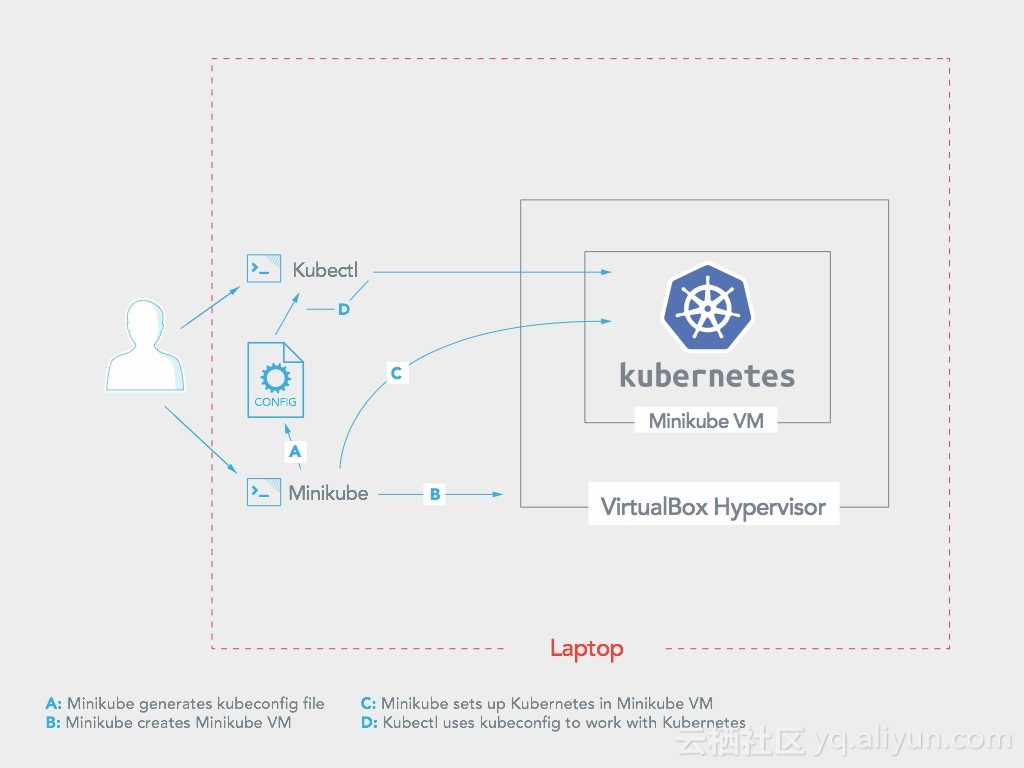 Kubectl
D
CONFIG
C
A
Minikube
B
kubernetes
Minikube VM
VirtualBox Hypervisor
Laptop
A: Minikube generates kubeconfig file
B: Minikube creates Minikube VM
C: Minikube sets up Kubernetes in Minikube VM
D: Kubectl uses kubeconfig to work with Kubernetes
云栖社区 yq.aliyun.com